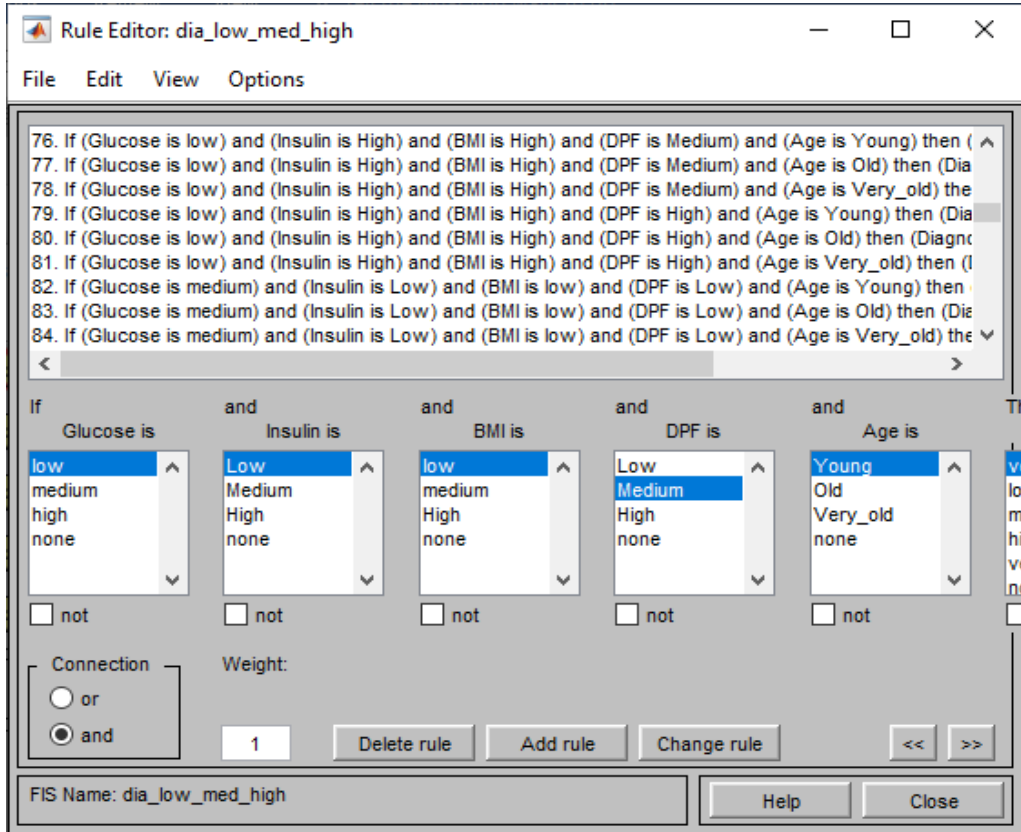 Rule Editor: dia_low_med_high
File Edit View Options
76. If (Glucose is low) and (Insulin is High) and (BMI is High) and (DPF is Medium) and (Age is Young) then (
77. If (Glucose is low) and (Insulin is High) and (BMI is High) and (DPF is Medium) and (Age is Old) then (Dia
78. If (Glucose is low) and (Insulin is High) and (BMI is High) and (DPF is Medium) and (Age is Very_old) the
79. If (Glucose is low) and (Insulin is High) and (BMI is High) and (DPF is High) and (Age is Young) then (Dia
80. If (Glucose is low) and (Insulin is High) and (BMI is High) and (DPF is High) and (Age is Old) then (Diagno
81. If (Glucose is low) and (Insulin is High) and (BMI is High) and (DPF is High) and (Age is Very_old) then (
82. If (Glucose is medium) and (Insulin is Low) and (BMI is low) and (DPF is Low) and (Age is Young) then
83. If (Glucose is medium) and (Insulin is Low) and (BMI is low) and (DPF is Low) and (Age is Old) then (Dia
84. If (Glucose is medium) and (Insulin is Low) and (BMI is low) and (DPF is Low) and (Age is Very_old) the
If and and and and
Glucose is Insulin is BMI is DPF is Age is
low Low low Low Young
medium Medium medium Medium Old
high High High High Very_old
none none none none none
not not not not not
Connection Weight:
or
and 1 Delete rule Add rule Change rule << >>
FIS Name: dia_low_med_high Help Close